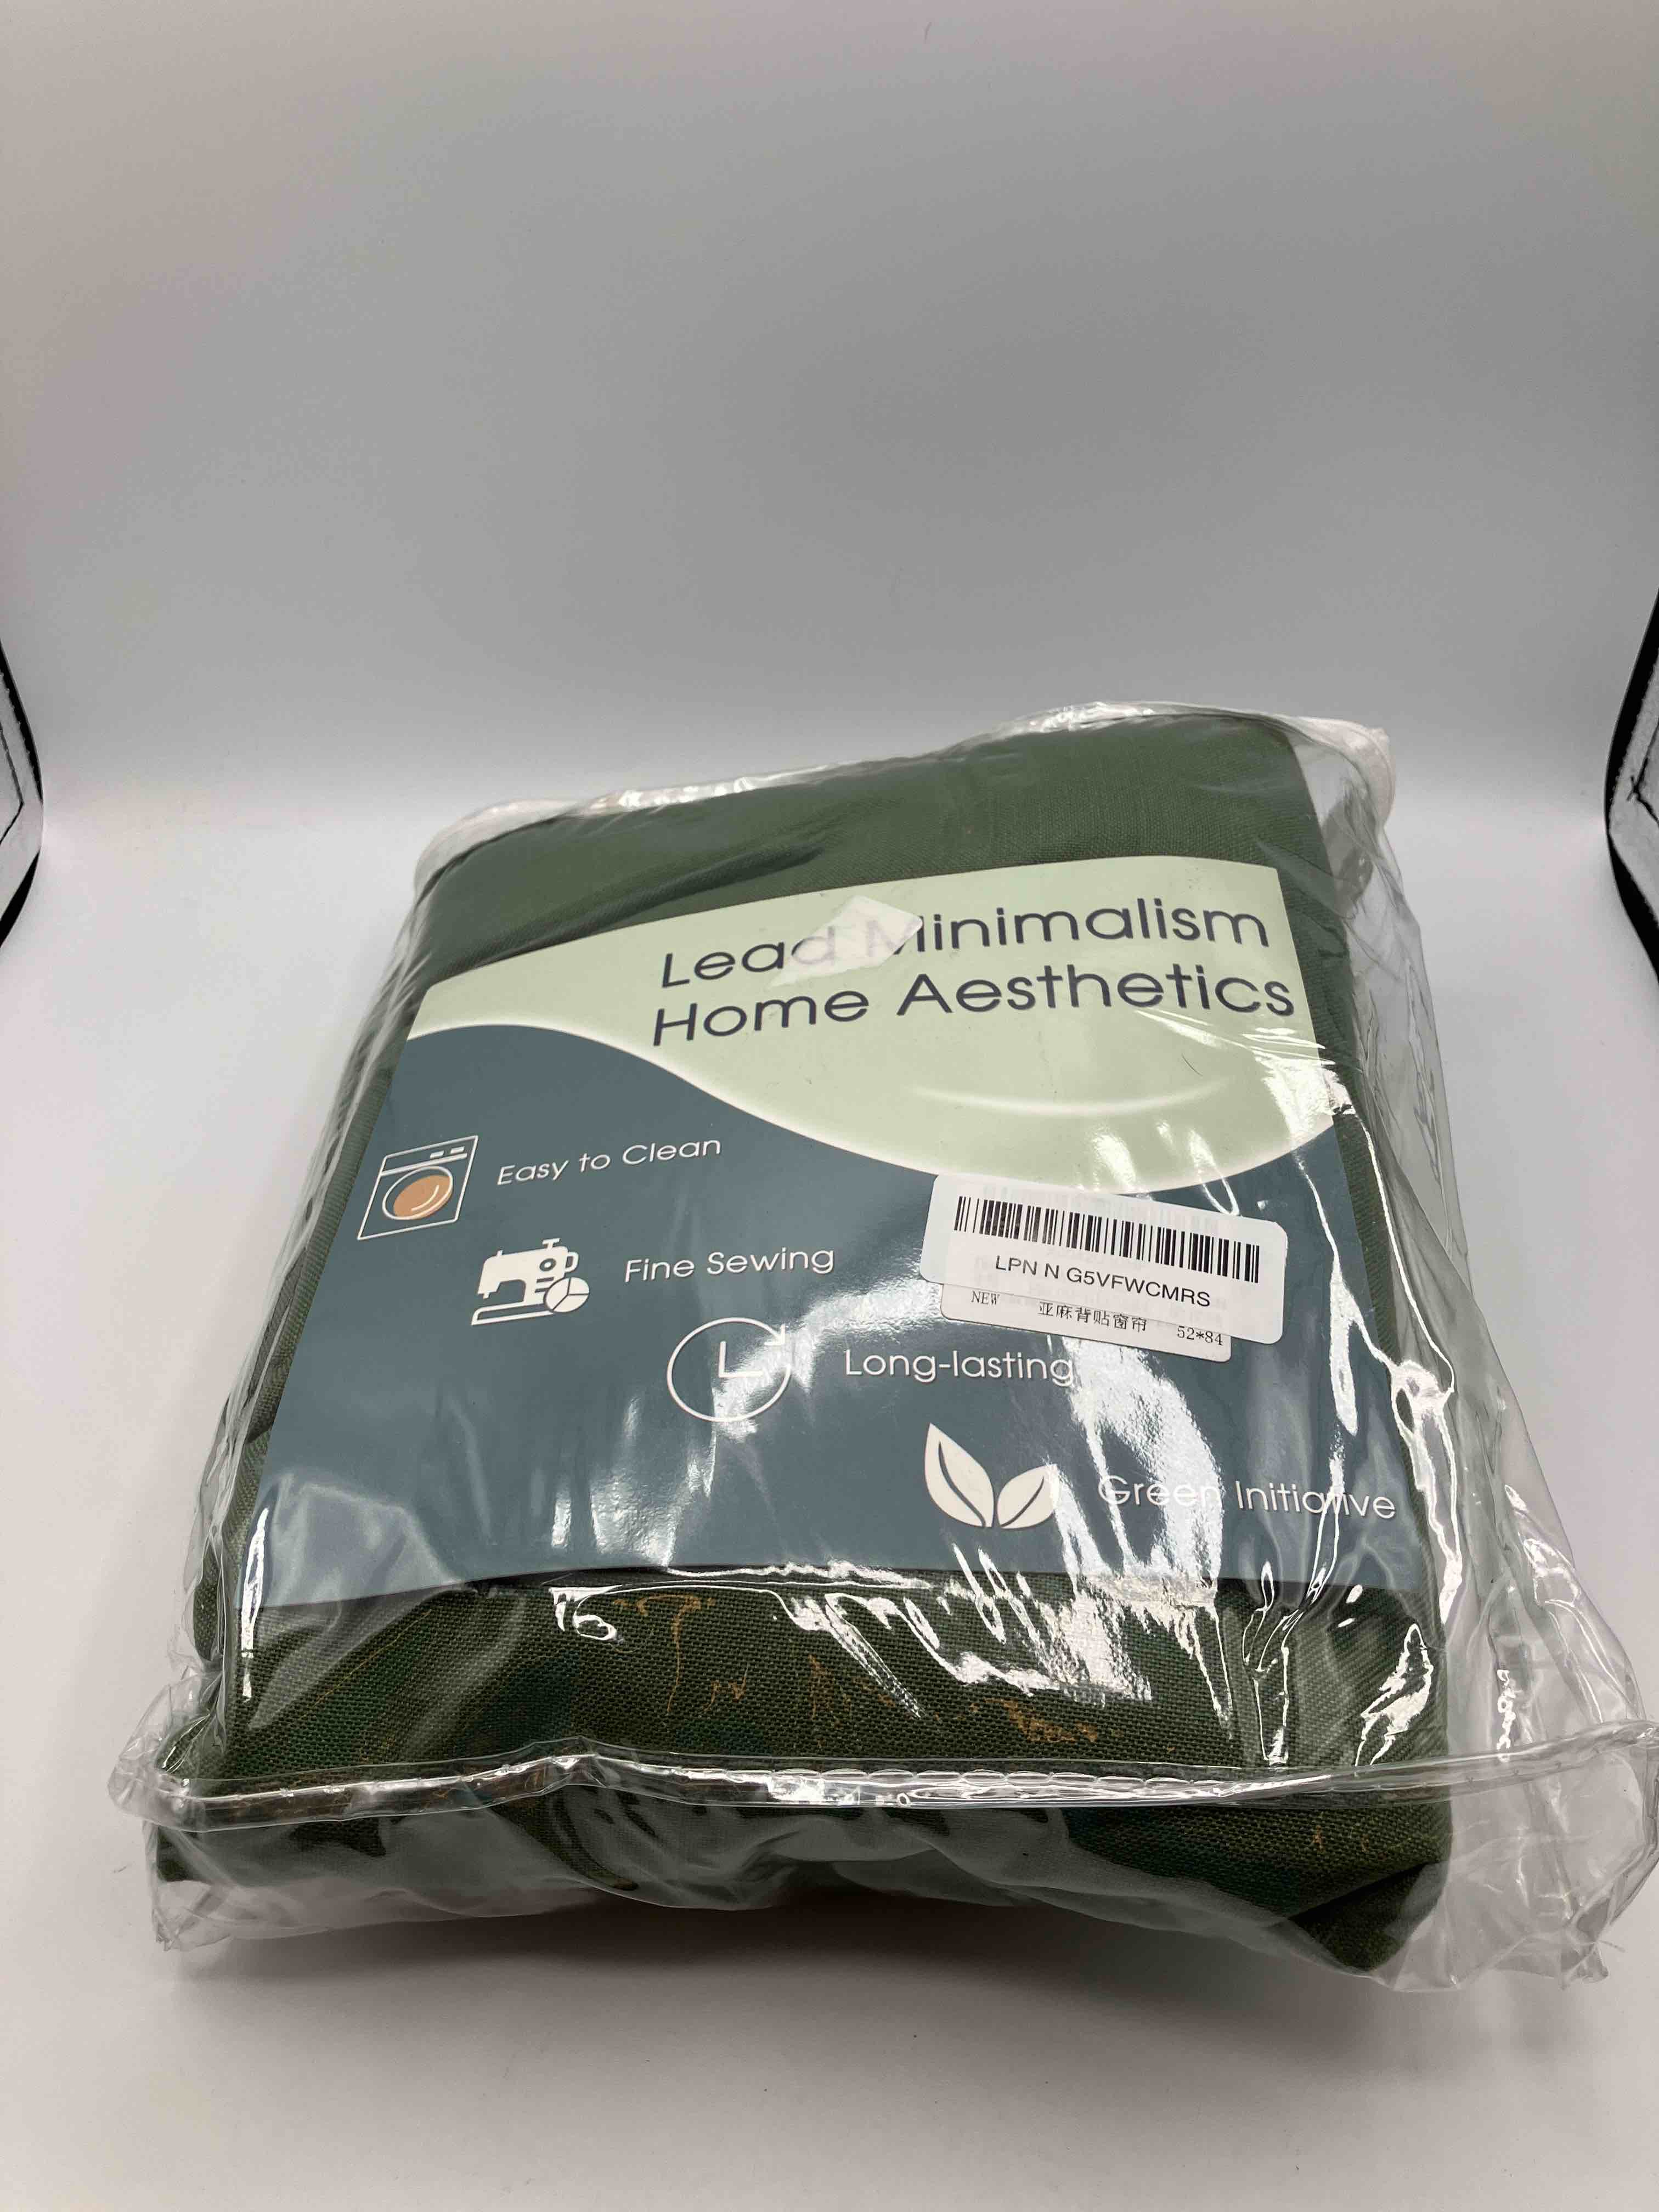 Lead Minimalism
Home Aesthetics
Easy to Clean
Fine Sewing
LPN N G5VFWCMRS
NEW 亚麻背贴窗帘 52*84
Long-lasting
Green Initiative